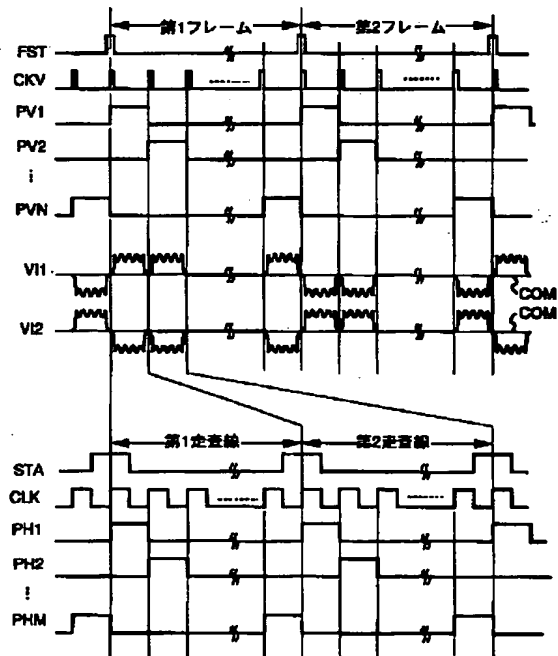 第1フレーム 第2フレーム
FST
CKV
PV1
PV2
PVN
VI1
COM
COM
VI2
第1走査線 第2走査線
STA
CLK
PH1
PH2
PHM